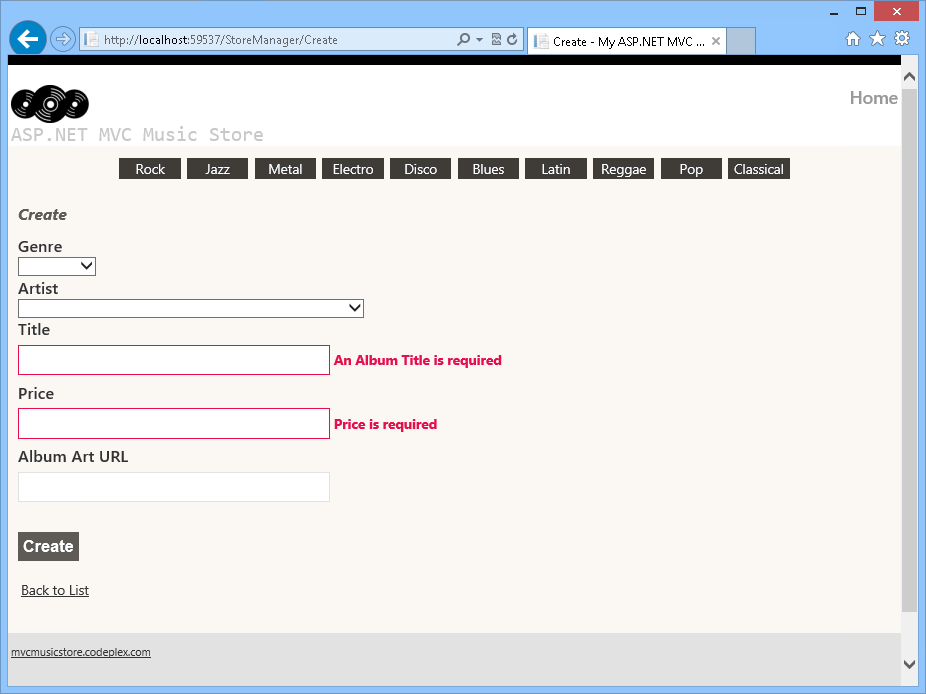 http://localhost:59537/StoreManager/Create
Create - My ASP.NET MVC ...
Home
ASP.NET MVC Music Store
Rock Jazz Metal Electro Disco Blues Latin Reggae Pop Classical
Create
Genre
Artist
Title
An Album Title is required
Price
Price is required
Album Art URL
Create
Back to List
mvcmusicstore.codeplex.com